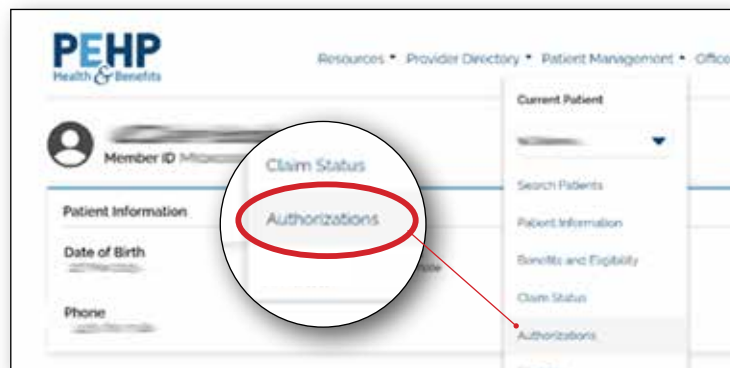 PEHP
Health & Benefits
Resources Provider Directory Patient Management Office
Current Patient
Member ID
Search Patients
Patient Information
Patient Information
Date of Birth
Benefits and Eligibility
Phone
Claim Status
Authorizations
Claim Status
Authorizations